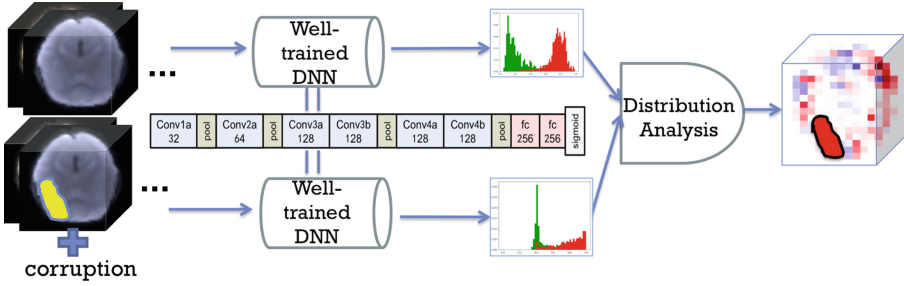 Well-
trained
DNN
Conv1a
32
pool
Conv2a
64
pool
Conv3a
128
Conv3b
128
pool
Conv4a
128
Conv4b
128
pool
fc
256
fc
256
sigmoid
Distribution
Analysis
Well-
trained
DNN
corruption